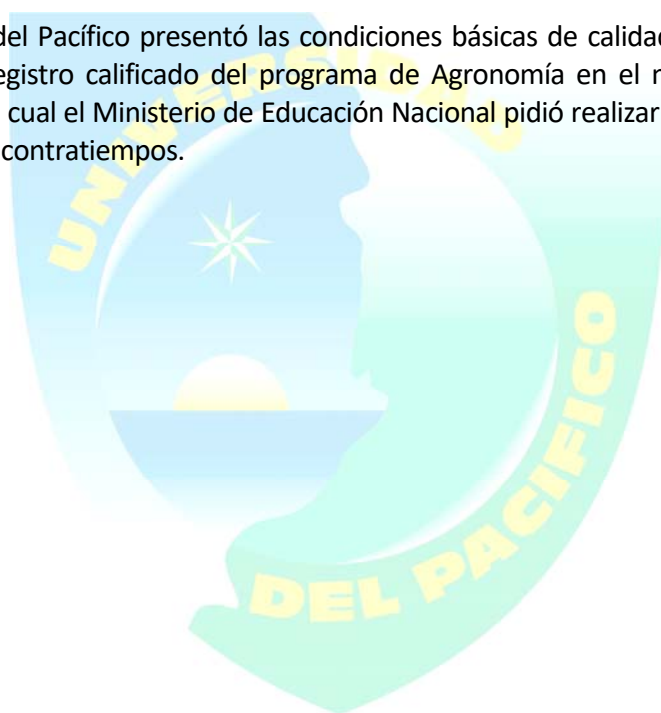 del Pacífico presentó las condiciones básicas de calidad
egistro calificado del programa de Agronomía en el
cual el Ministerio de Educación Nacional pidió realizar
contratiempos.
UNIVERSIDAD
DEL PACIFICO